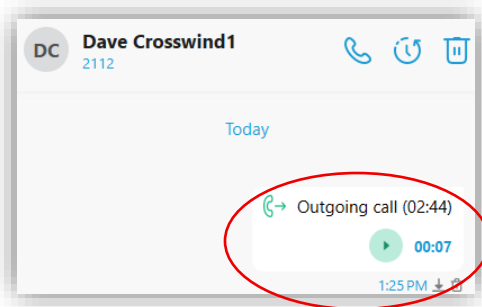 DC
Dave Crosswind1
2112
Today
Outgoing call (02:44)
00:07
1:25 PM